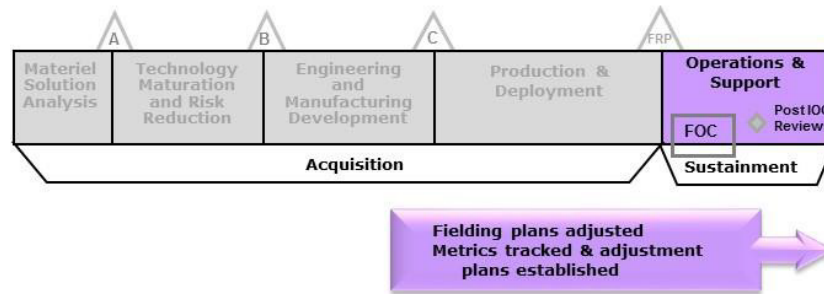 A
B
C
FRP
Materiel
Solution
Analysis
Technology
Maturation
and Risk
Reduction
Engineering
and
Manufacturing
Development
Production &
Deployment
Operations &
Support
FOC
Post IOC
Review
Acquisition
Sustainment
Fielding plans adjusted
Metrics tracked & adjustment
plans established